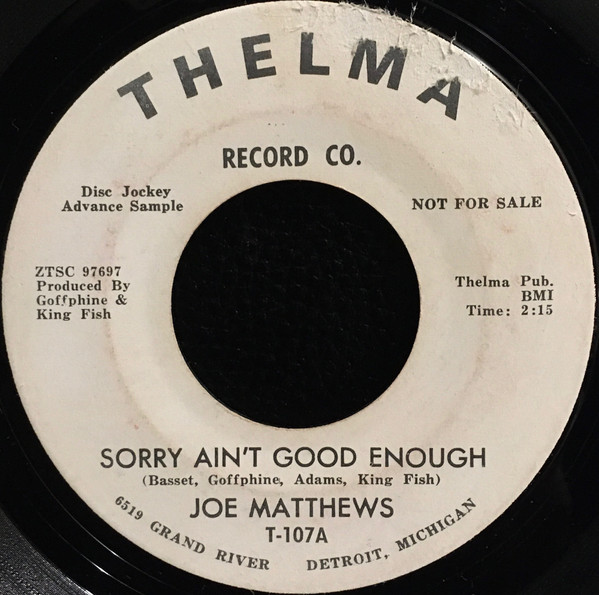 THELMA
RECORD CO.
Disc Jockey
Advance Sample
NOT FOR SALE
ZTSC 97697
Produced By
Goffphine &
King Fish
Thelma Pub.
BMI
Time: 2:15
SORRY AIN'T GOOD ENOUGH
(Basset, Goffphine, Adams, King Fish)
JOE MATTHEWS
T-107A
6519 GRAND RIVER DETROIT, MICHIGAN